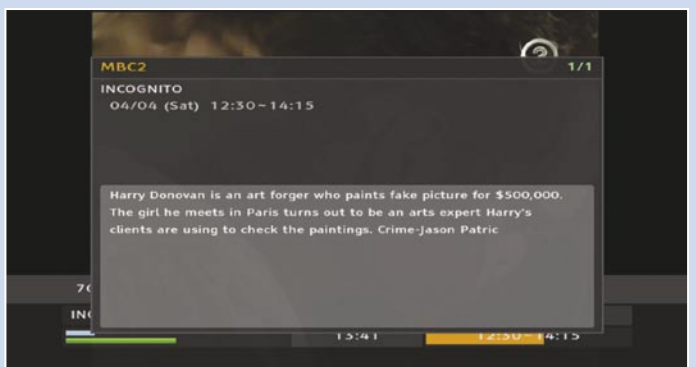 MBC2 1/1
INCOGNITO
04/04 (Sat) 12:30~14:15
Harry Donovan is an art forger who paints fake picture for $500,000.
The girl he meets in Paris turns out to be an arts expert Harry's
clients are using to check the paintings. Crime-Jason Patric
13:41 12:30~14:15